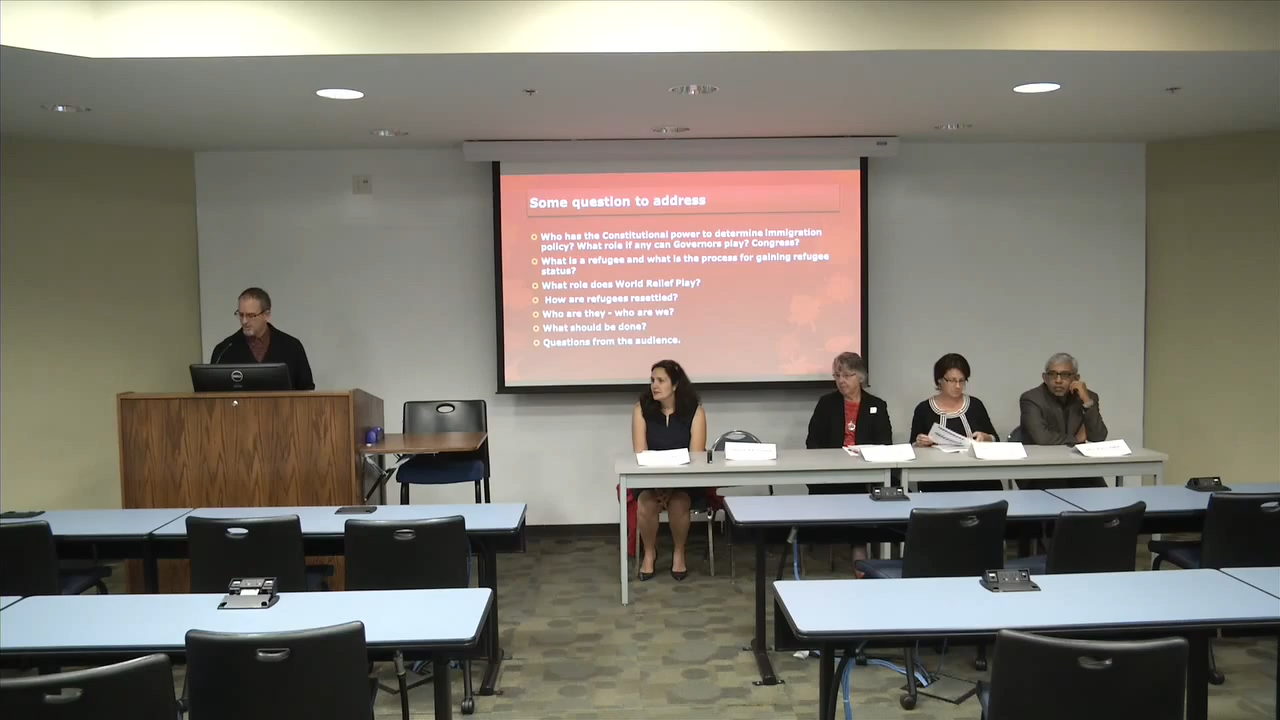 Some question to address
Who has the Constitutional power to determine immigration
policy? What role if any can Governors play? Congress?
What is a refugee and what is the process for gaining refugee
status?
What role does World Relief Play?
How are refugees resettled?
Who are they - who are we?
What should be done?
Questions from the audience.
DELL